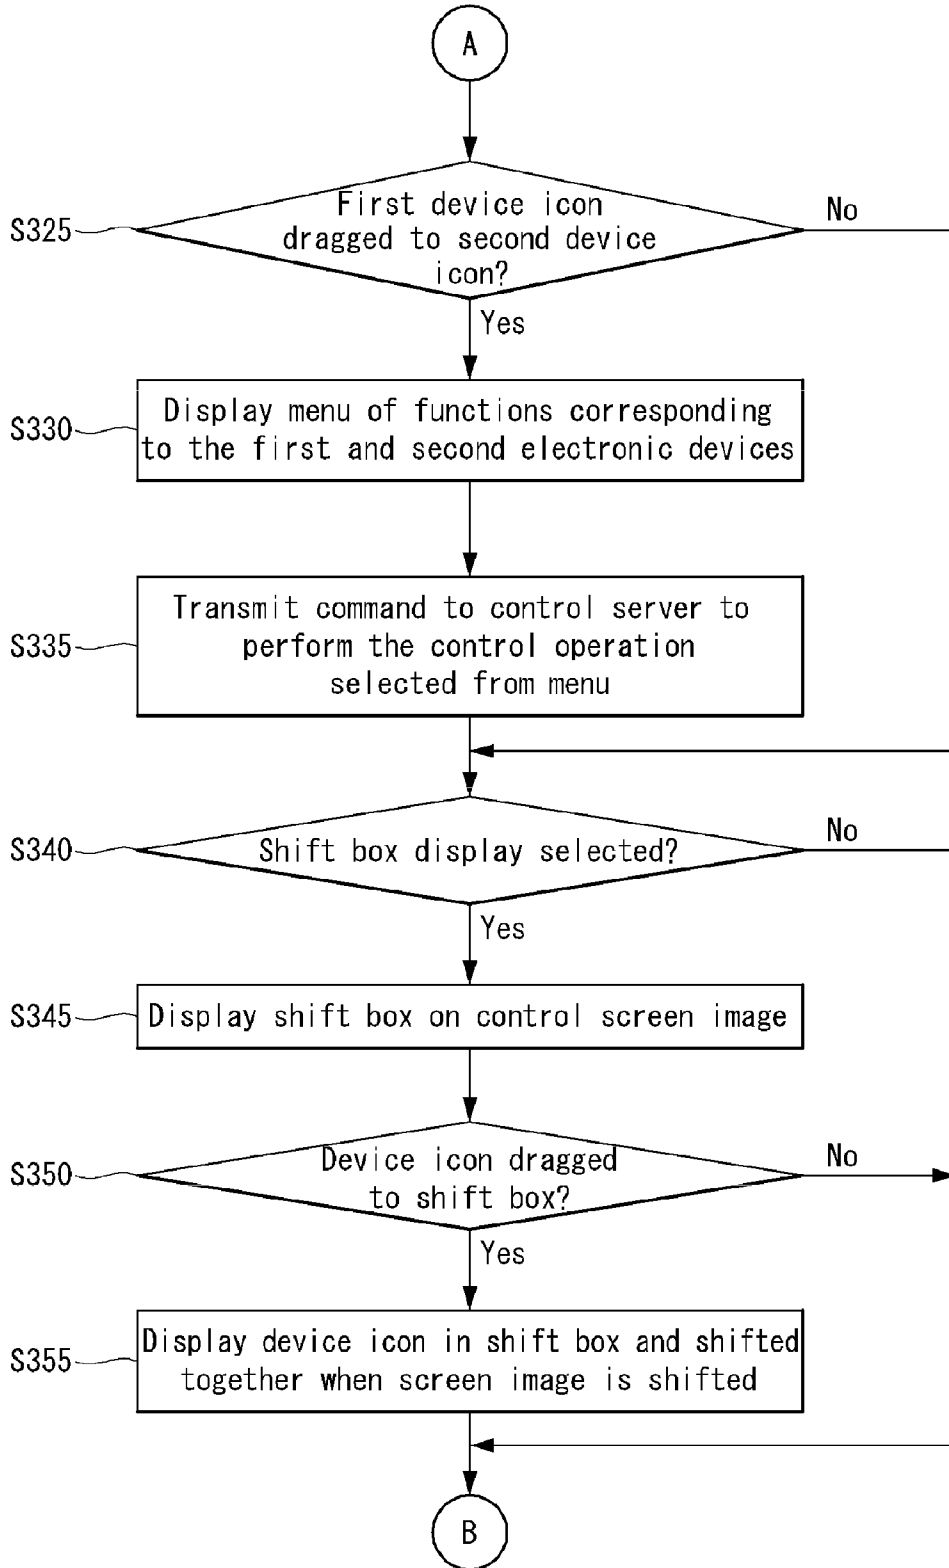 A
First device icon
dragged to second device
icon?
S325
No
Yes
Display menu of functions corresponding
to the first and second electronic devices
S330
Transmit command to control server to
perform the control operation
selected from menu
S335
Shift box display selected?
S340
No
Yes
Display shift box on control screen image
S345
Device icon dragged
to shift box?
S350
No
Yes
Display device icon in shift box and shifted
together when screen image is shifted
S355
B